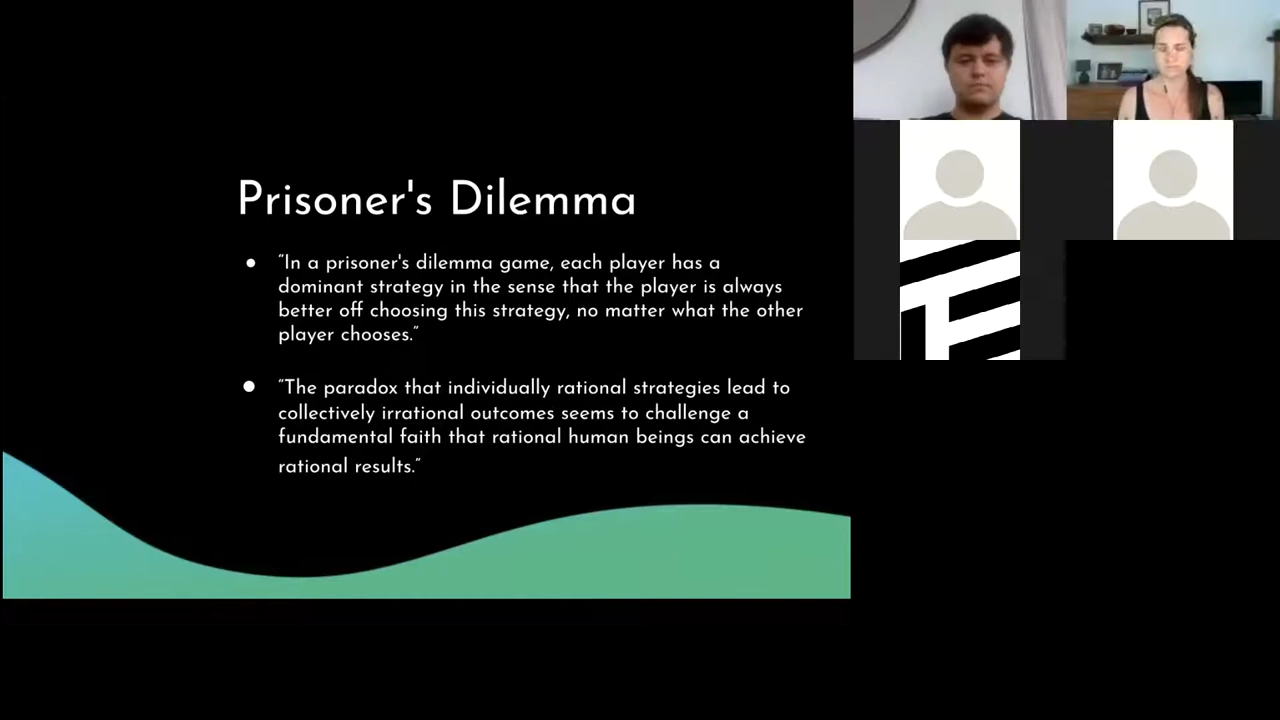 Prisoner's Dilemma
● “In a prisoner's dilemma game, each player has a
dominant strategy in the sense that the player is always
better off choosing this strategy, no matter what the other
player chooses.”
● “The paradox that individually rational strategies lead to
collectively irrational outcomes seems to challenge a
fundamental faith that rational human beings can achieve
rational results.”